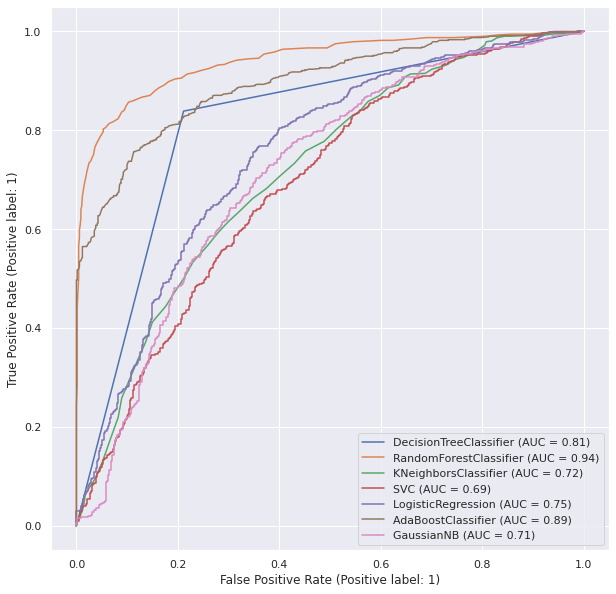 1.0
0.8
0.6
0.4
0.2
0.0
True Positive Rate (Positive label: 1)
DecisionTreeClassifier (AUC = 0.81)
RandomForestClassifier (AUC = 0.94)
KNeighborsClassifier (AUC = 0.72)
SVC (AUC = 0.69)
LogisticRegression (AUC = 0.75)
AdaBoostClassifier (AUC = 0.89)
GaussianNB (AUC = 0.71)
0.0 0.2 0.4 0.6 0.8 1.0
False Positive Rate (Positive label: 1)